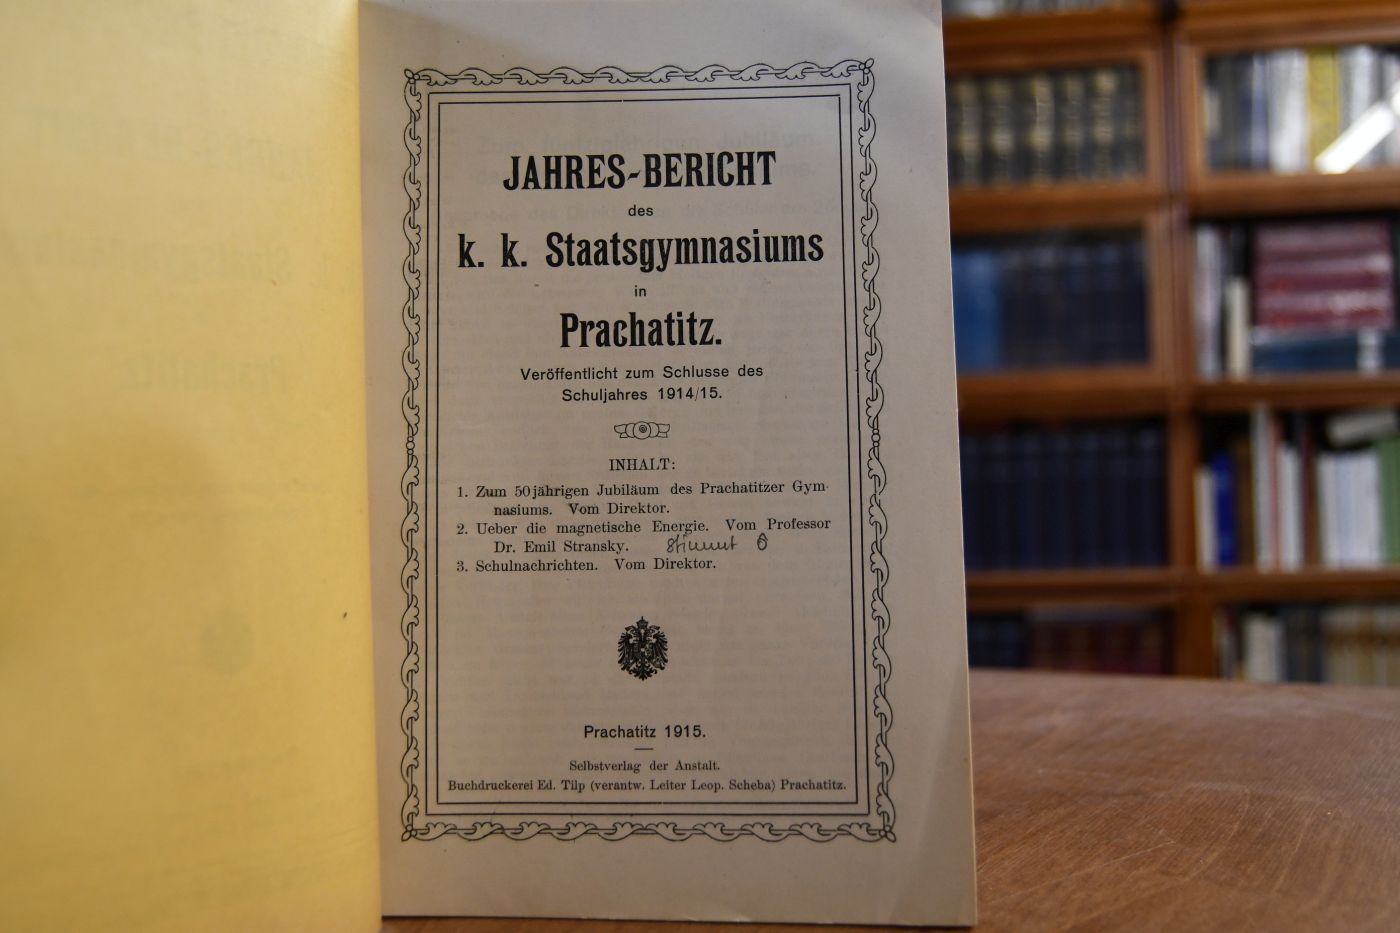 JAHRES-BERICHT
des
k. k. Staatsgymnasiums
in
Prachatitz.
Veröffentlicht zum Schlusse des
Schuljahres 1914/15.
INHALT:
1. Zum 50jährigen Jubiläum des Prachatitzer Gym-
nasiums. Vom Direktor.
2. Ueber die magnetische Energie. Vom Professor
Dr. Emil Stransky. stimmt
3. Schulnachrichten. Vom Direktor.
Prachatitz 1915.
Selbstverlag der Anstalt.
Buchdruckerei Ed. Tilp (verantw. Leiter Leop. Scheba) Prachatitz.